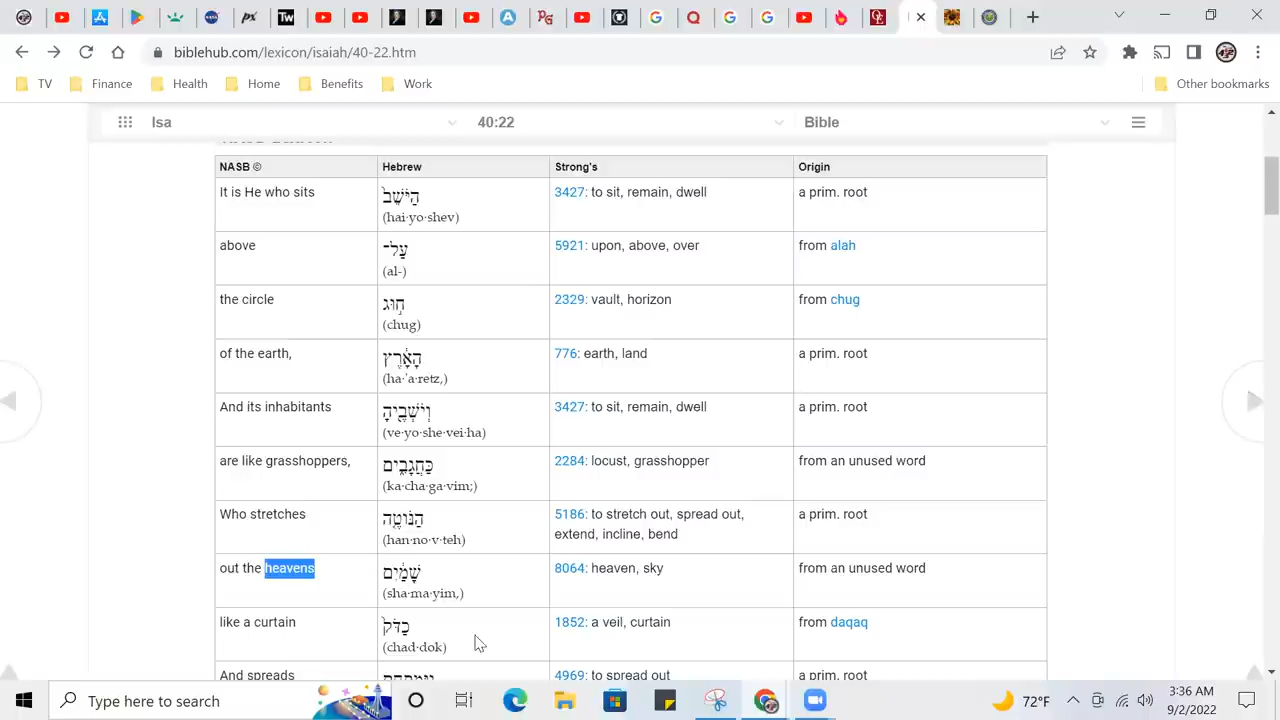 Tw
biblehub.com/lexicon/isaiah/40-22.htm
TV Finance Health Home Benefits Work Other bookmarks
Isa 40:22 Bible
NASB © Hebrew Strong's Origin
It is He who sits הַיֹּשֵׁב֙ 3427: to sit, remain, dwell a prim. root
(hai·yo·shev)
above עַל־ 5921: upon, above, over from alah
(al-)
the circle ח֣וּג 2329: vault, horizon from chug
(chug)
of the earth, הָאָ֔רֶץ 776: earth, land a prim. root
(ha·'a·retz,)
And its inhabitants וְיֹשְׁבֶ֖יהָ 3427: to sit, remain, dwell a prim. root
(ve·yo·she·vei·ha)
are like grasshoppers, כַּחֲגָבִ֑ים 2284: locust, grasshopper from an unused word
(ka·cha·ga·vim;)
Who stretches הַנּוֹטֶ֤ה 5186: to stretch out, spread out, a prim. root
(han·no·v·teh) extend, incline, bend
out the heavens שָׁמַ֔יִם 8064: heaven, sky from an unused word
(sha·ma·yim,)
like a curtain כַדֹּק֙ 1852: a veil, curtain from daqaq
(chad·dok)
And spreads 4969: to spread out a prim. root
Type here to search
72°F
3:36 AM
9/2/2022